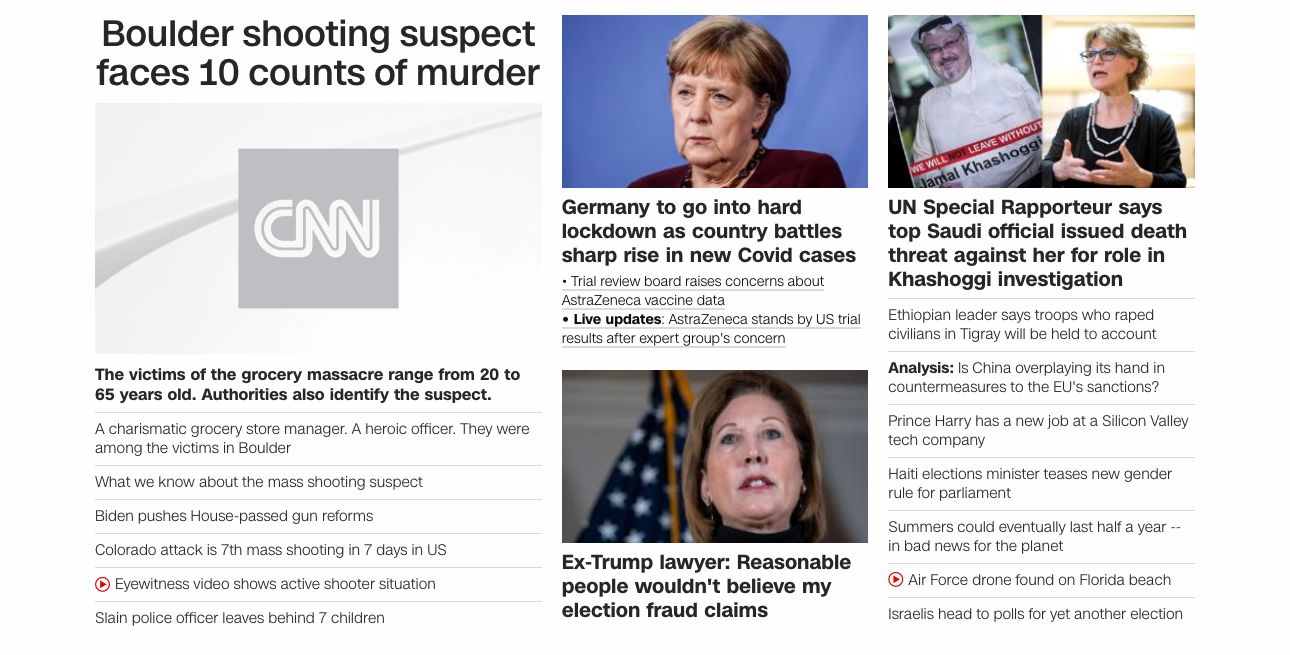 Boulder shooting suspect
faces 10 counts of murder
CNN
The victims of the grocery massacre range from 20 to
65 years old. Authorities also identify the suspect.
A charismatic grocery store manager. A heroic officer. They were
among the victims in Boulder
What we know about the mass shooting suspect
Biden pushes House-passed gun reforms
Colorado attack is 7th mass shooting in 7 days in US
Eyewitness video shows active shooter situation
Slain police officer leaves behind 7 children
Germany to go into hard
lockdown as country battles
sharp rise in new Covid cases
• Trial review board raises concerns about
AstraZeneca vaccine data
• Live updates: AstraZeneca stands by US trial
results after expert group's concern
Ex-Trump lawyer: Reasonable
people wouldn't believe my
election fraud claims
WE WILL NOT LEAVE WITHOUT
Jamal Khashoggi
UN Special Rapporteur says
top Saudi official issued death
threat against her for role in
Khashoggi investigation
Ethiopian leader says troops who raped
civilians in Tigray will be held to account
Analysis: Is China overplaying its hand in
countermeasures to the EU's sanctions?
Prince Harry has a new job at a Silicon Valley
tech company
Haiti elections minister teases new gender
rule for parliament
Summers could eventually last half a year --
in bad news for the planet
Air Force drone found on Florida beach
Israelis head to polls for yet another election